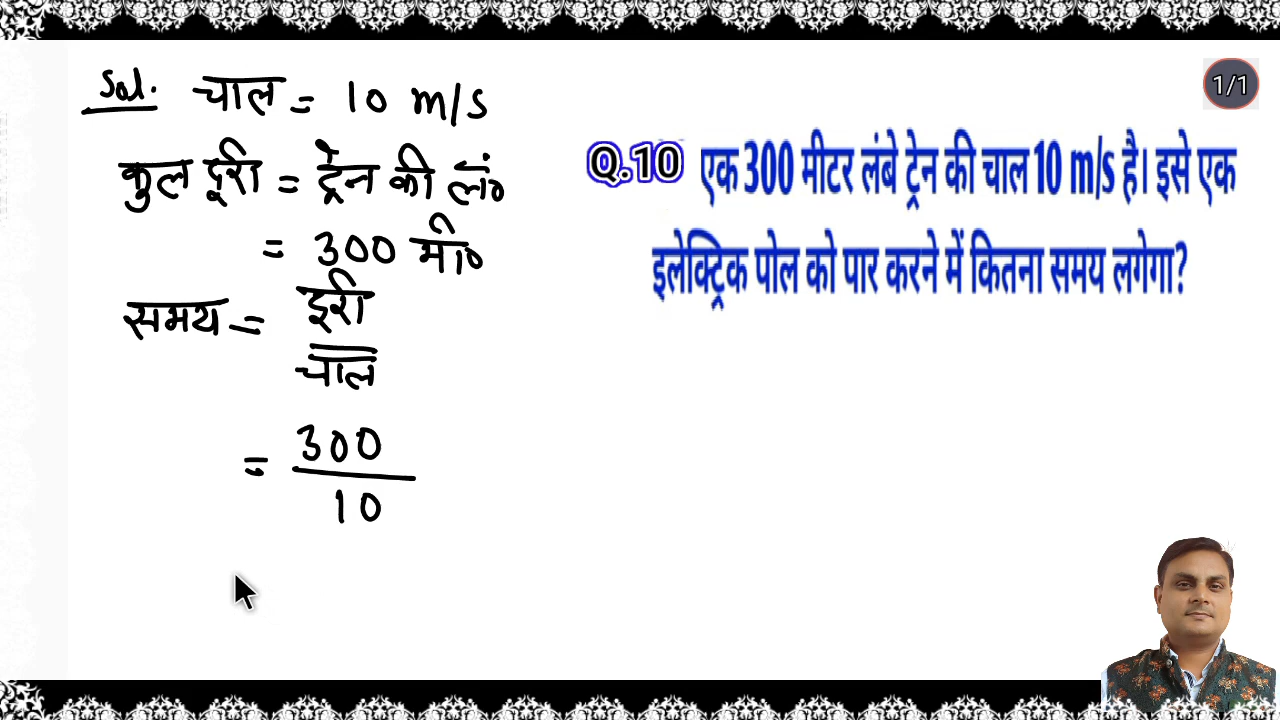 Sol. चाल = 10 m/s
कुल दूरी = ट्रेन की लं०
= 300 मी०
समय = दूरी
चाल
= 300
10
1/1
Q.10 एक 300 मीटर लंबे ट्रेन की चाल 10 m/s है। इसे एक
इलेक्ट्रिक पोल को पार करने में कितना समय लगेगा?